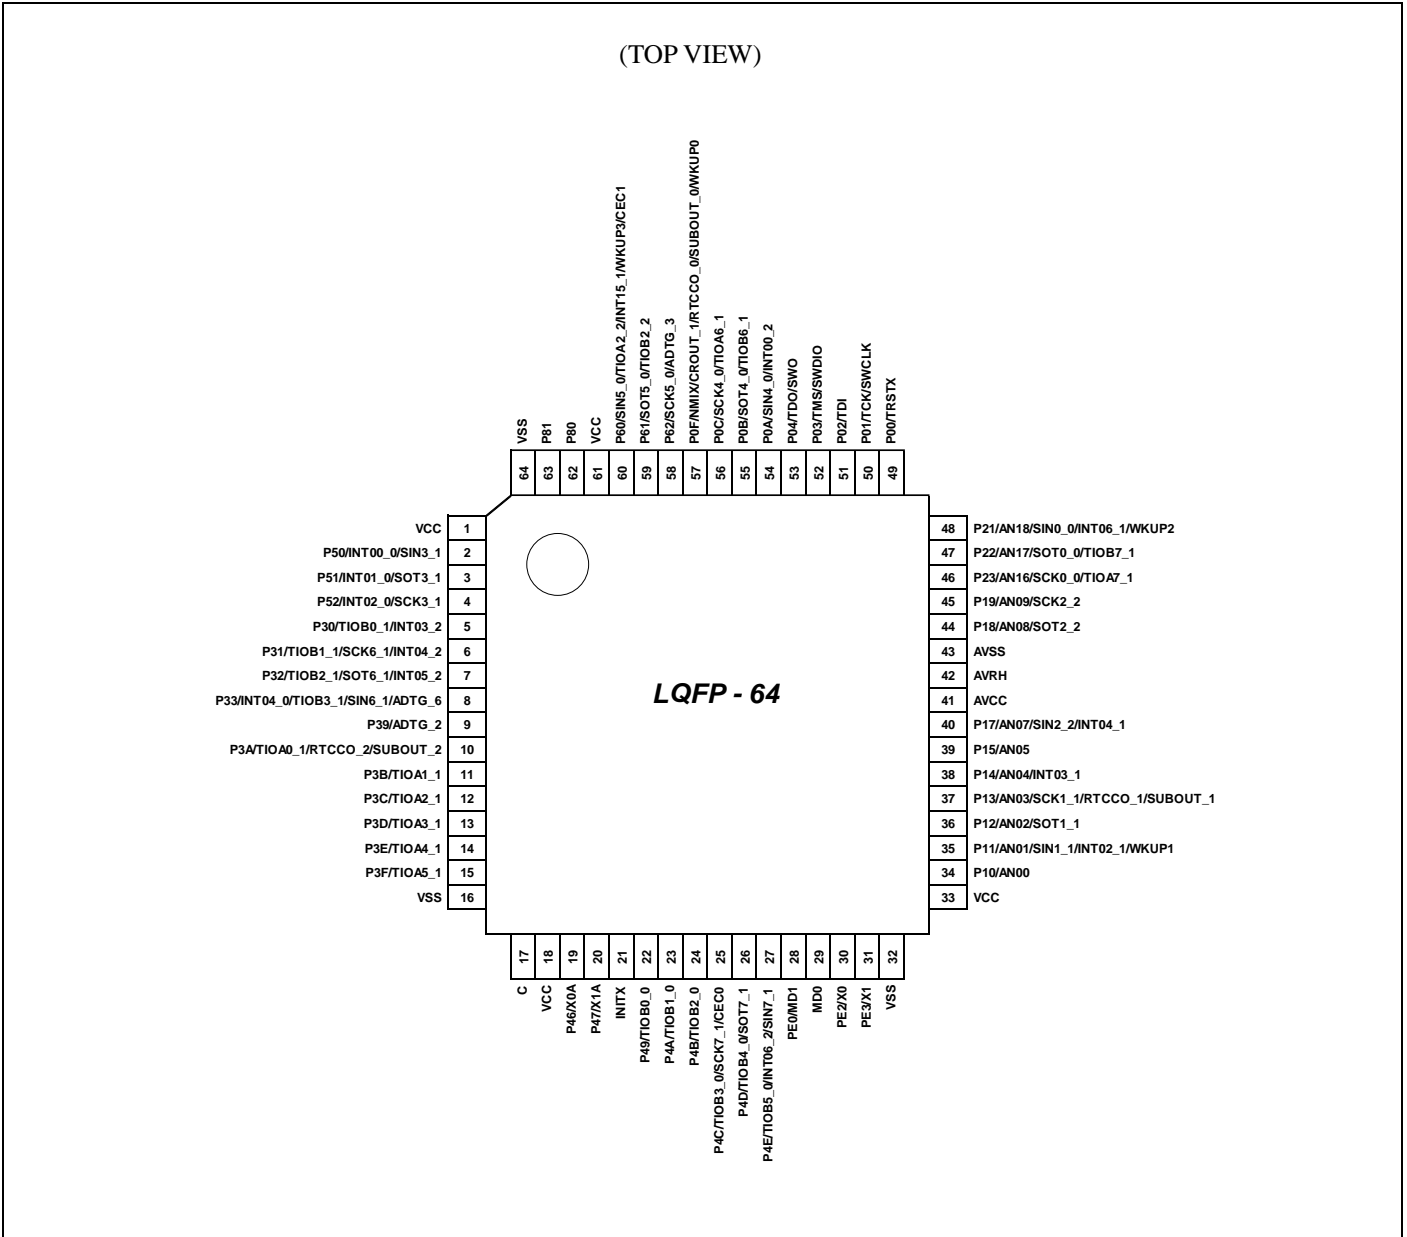 (TOP VIEW)
VSS
P81
P80
VCC
P60/SIN5_0/TIOA2_2/INT15_1/WKUP3/CEC1
P61/SOT5_0/TIOB2_2
P62/SCK5_0/ADTG_3
P0F/NMIX/CROUT_1/RTCCO_0/SUBOUT_0/WKUP0
P0C/SCK4_0/TIOA6_1
P0B/SOT4_0/TIOB6_1
P0A/SIN4_0/INT00_2
P04/TDO/SWO
P03/TMS/SWDIO
P02/TDI
P01/TCK/SWCLK
P00/TRSTX
64 63 62 61 60 59 58 57 56 55 54 53 52 51 50 49
VCC 1
P50/INT00_0/SIN3_1 2
P51/INT01_0/SOT3_1 3
P52/INT02_0/SCK3_1 4
P30/TIOB0_1/INT03_2 5
P31/TIOB1_1/SCK6_1/INT04_2 6
P32/TIOB2_1/SOT6_1/INT05_2 7
P33/INT04_0/TIOB3_1/SIN6_1/ADTG_6 8
P39/ADTG_2 9
P3A/TIOA0_1/RTCCO_2/SUBOUT_2 10
P3B/TIOA1_1 11
P3C/TIOA2_1 12
P3D/TIOA3_1 13
P3E/TIOA4_1 14
P3F/TIOA5_1 15
VSS 16
LQFP - 64
48 P21/AN18/SIN0_0/INT06_1/WKUP2
47 P22/AN17/SOT0_0/TIOB7_1
46 P23/AN16/SCK0_0/TIOA7_1
45 P19/AN09/SCK2_2
44 P18/AN08/SOT2_2
43 AVSS
42 AVRH
41 AVCC
40 P17/AN07/SIN2_2/INT04_1
39 P15/AN05
38 P14/AN04/INT03_1
37 P13/AN03/SCK1_1/RTCCO_1/SUBOUT_1
36 P12/AN02/SOT1_1
35 P11/AN01/SIN1_1/INT02_1/WKUP1
34 P10/AN00
33 VCC
17 18 19 20 21 22 23 24 25 26 27 28 29 30 31 32
C
VCC
P46/X0A
P47/X1A
INITX
P49/TIOB0_0
P4A/TIOB1_0
P4B/TIOB2_0
P4C/TIOB3_0/SCK7_1/CEC0
P4D/TIOB4_0/SOT7_1
P4E/TIOB5_0/INT06_2/SIN7_1
PE0/MD1
MD0
PE2/X0
PE3/X1
VSS